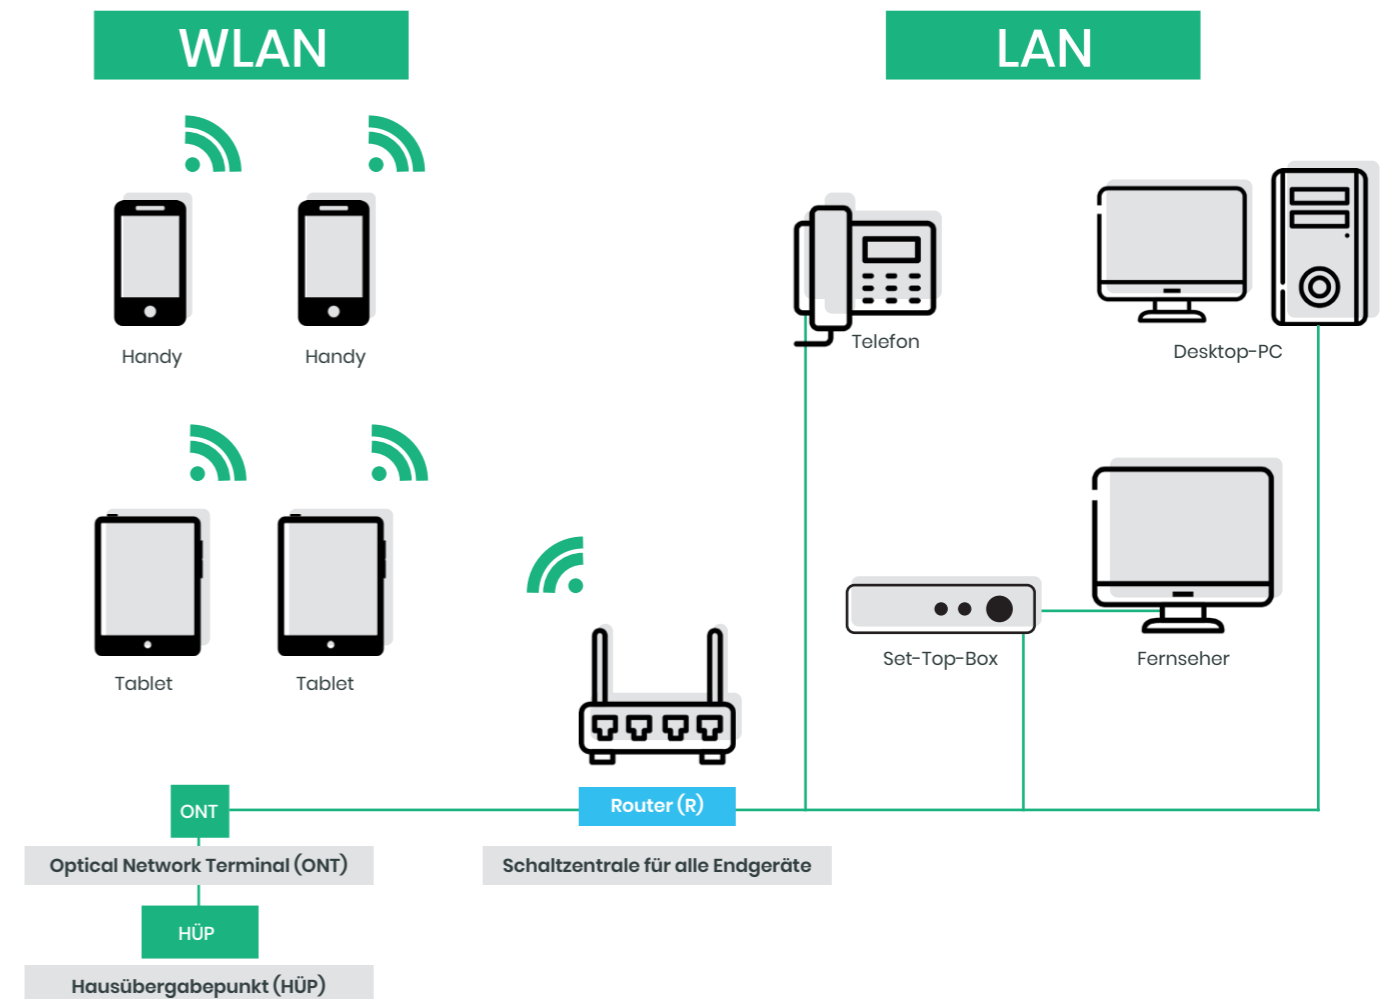 WLAN
LAN
Handy
Handy
Telefon
Desktop-PC
Tablet
Tablet
Set-Top-Box
Fernseher
ONT
Router (R)
Optical Network Terminal (ONT)
Schaltzentrale für alle Endgeräte
HÜP
Hausübergabepunkt (HÜP)